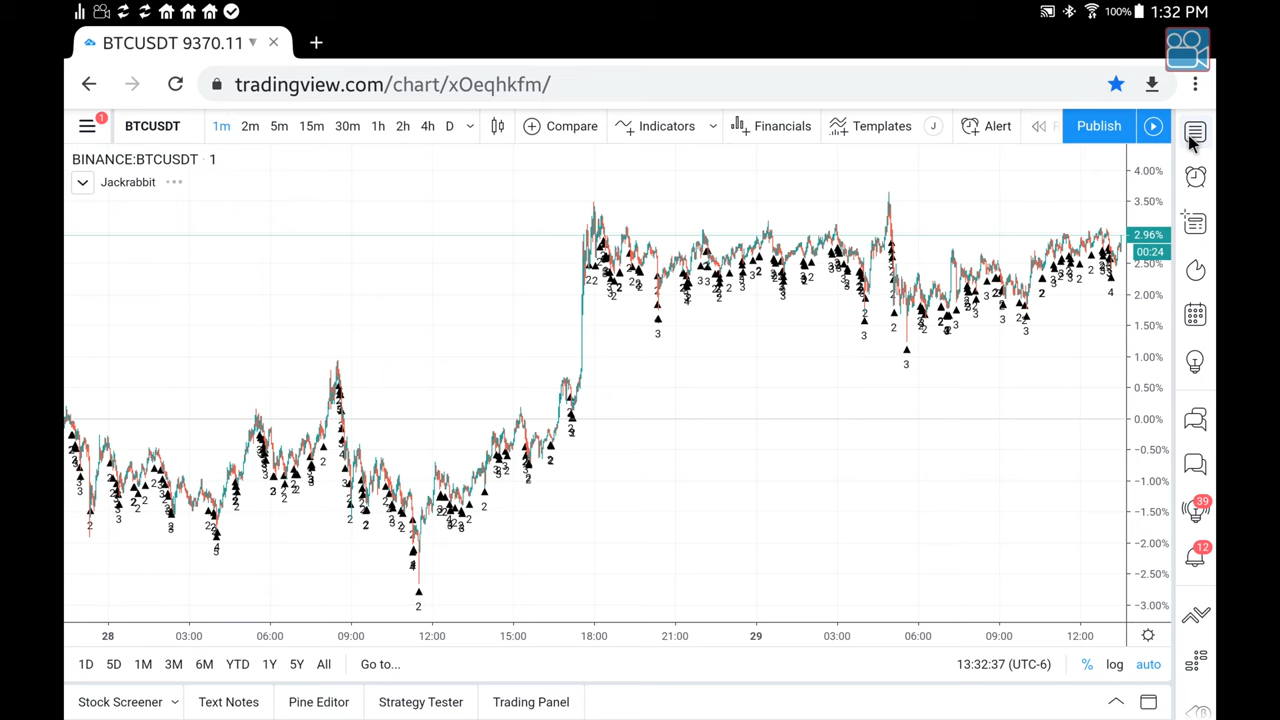 100% 1:32 PM
BTCUSDT 9370.11
tradingview.com/chart/xOeqhkfm/
1
BTCUSDT 1m 2m 5m 15m 30m 1h 2h 4h D Compare Indicators Financials Templates J Alert Publish
BINANCE:BTCUSDT · 1
Jackrabbit
4.00%
3.50%
2.96%
00:24
2.50%
2.00%
1.50%
1.00%
0.50%
0.00%
-0.50%
-1.00%
-1.50%
-2.00%
-2.50%
-3.00%
39
12
28 03:00 06:00 09:00 12:00 15:00 18:00 21:00 29 03:00 06:00 09:00 12:00
1D 5D 1M 3M 6M YTD 1Y 5Y All Go to... 13:32:37 (UTC-6) % log auto
Stock Screener Text Notes Pine Editor Strategy Tester Trading Panel